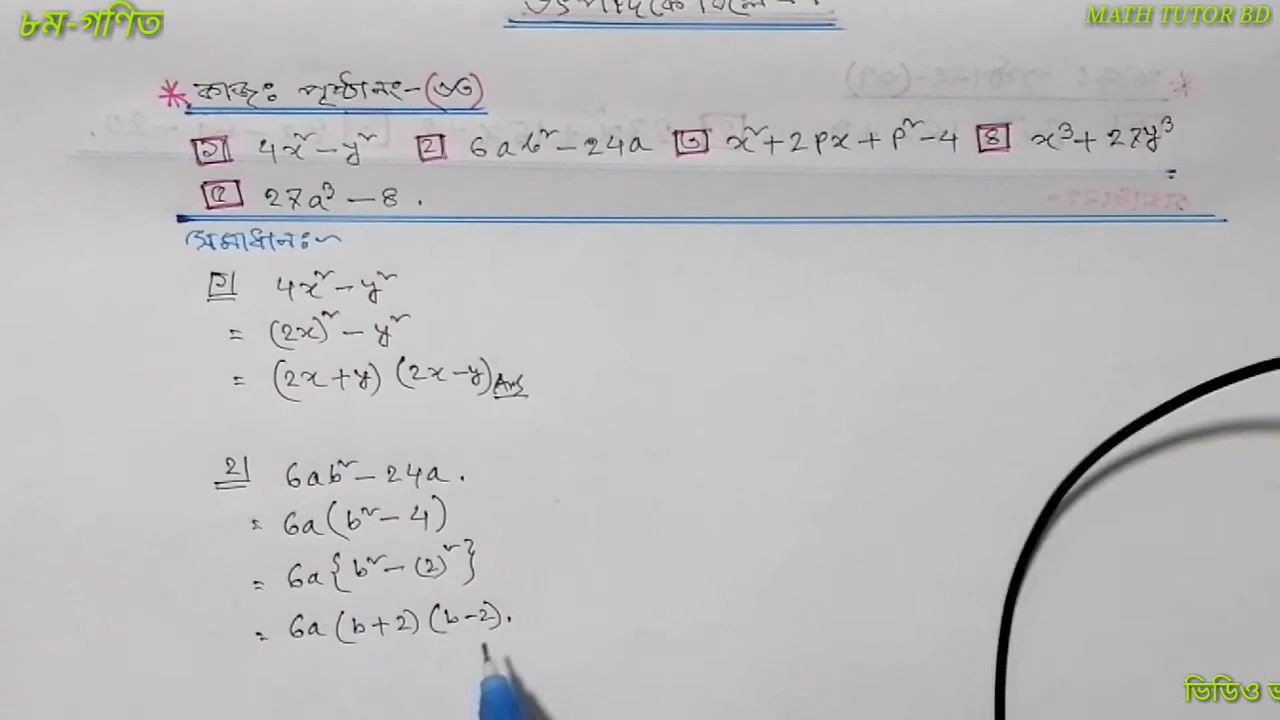 ৮ম-গণিত
MATH TUTOR BD
* কাজ: পৃষ্ঠা নং-(৬৩)
১| 4x² - y² ২| 6ab² - 24a ৩| x² + 2px + p² - 4 ৪| x³ + 27y³
৫| 27a³ - 8 .
সমাধান:~
১| 4x² - y²
= (2x)² - y²
= (2x+y) (2x-y) Ans
২| 6ab² - 24a .
= 6a(b² - 4)
= 6a{b² - (2)²}
= 6a(b+2)(b-2).
ভিডিও